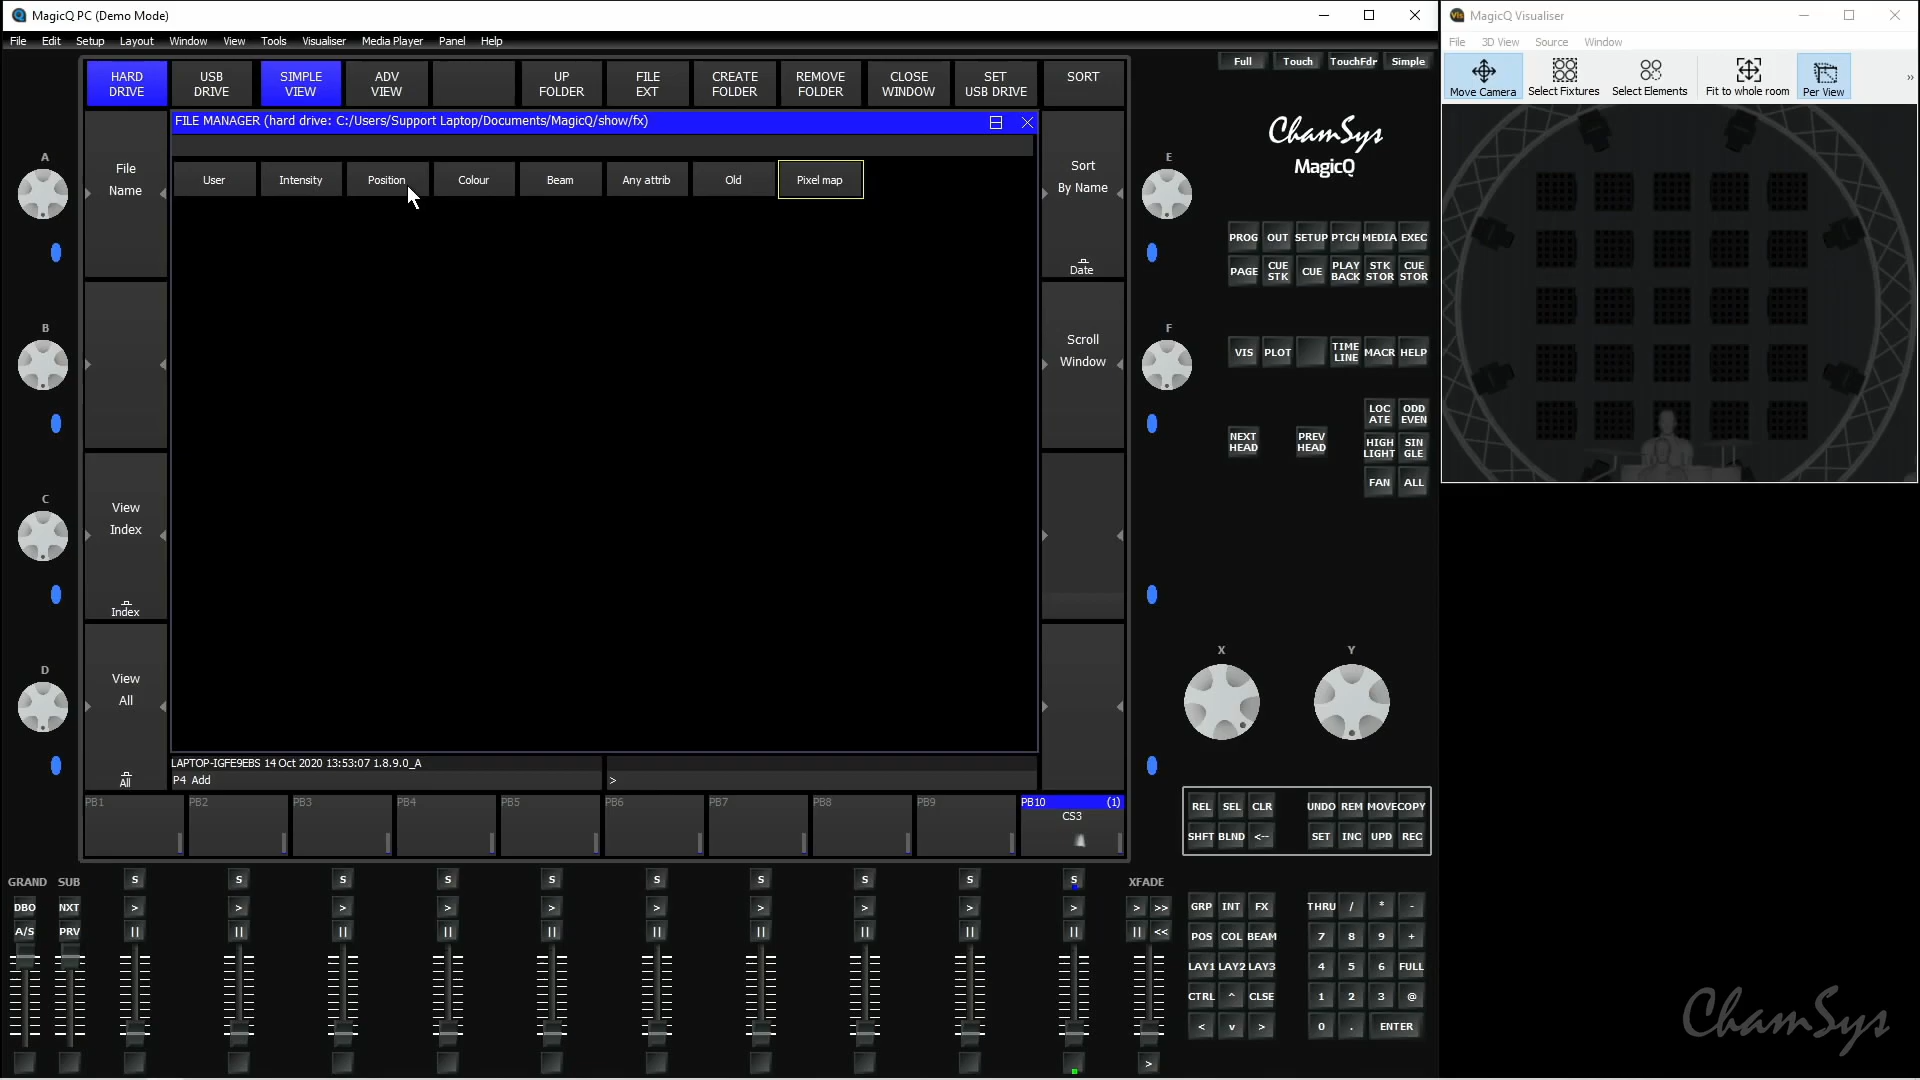 MagicQ PC (Demo Mode)
File Edit Setup Layout Window View Tools Visualiser Media Player Panel Help
HARD DRIVE
USB DRIVE
SIMPLE VIEW
ADV VIEW
UP FOLDER
FILE EXT
CREATE FOLDER
REMOVE FOLDER
CLOSE WINDOW
SET USB DRIVE
SORT
Full Touch TouchFdr Simple
FILE MANAGER (hard drive: C:/Users/Support Laptop/Documents/MagicQ/show/fx)
User Intensity Position Colour Beam Any attrib Old Pixel map
A
File
Name
B
C
View
Index
Index
D
View
All
All
Sort
By Name
Date
Scroll
Window
E
F
ChamSys
MagicQ
PROG OUT SETUP PTCH MEDIA EXEC
PAGE CUE STK CUE PLAY BACK STK STOR CUE STOR
VIS PLOT TIME LINE MACR HELP
LOC ATE ODD EVEN
NEXT HEAD PREV HEAD HIGH LIGHT SIN GLE
FAN ALL
X Y
LAPTOP-IGFE9EBS 14 Oct 2020 13:53:07 1.8.9.0_A
P4 Add
>
PB1 PB2 PB3 PB4 PB5 PB6 PB7 PB8 PB9 PB10 (1)
CS3
REL SEL CLR UNDO REM MOVE COPY
SHFT BLND <-- SET INC UPD REC
GRAND SUB
S S S S S S S S S S
XFADE
DBO NXT > > > > > > > > > > > >>
A/S PRV || || || || || || || || || || || <<
>
GRP INT FX THRU / * -
POS COL BEAM 7 8 9 +
LAY1 LAY2 LAY3 4 5 6 FULL
CTRL ^ CLSE 1 2 3 @
< v > 0 . ENTER
Vis MagicQ Visualiser
File 3D View Source Window
Move Camera Select Fixtures Select Elements Fit to whole room Per View »
ChamSys